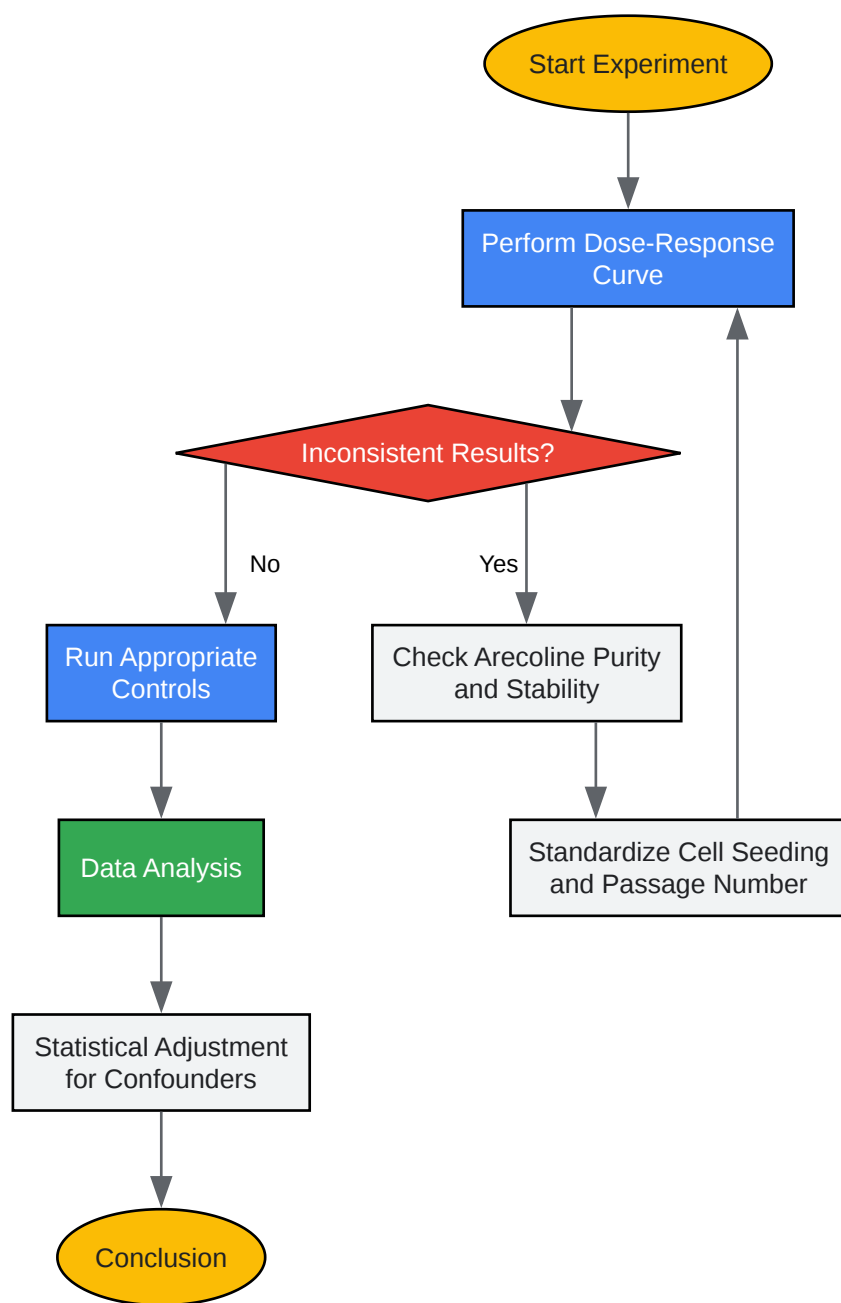 Start Experiment
Perform Dose-Response
Curve
Inconsistent Results?
No
Yes
Run Appropriate
Controls
Check Arecoline Purity
and Stability
Data Analysis
Standardize Cell Seeding
and Passage Number
Statistical Adjustment
for Confounders
Conclusion